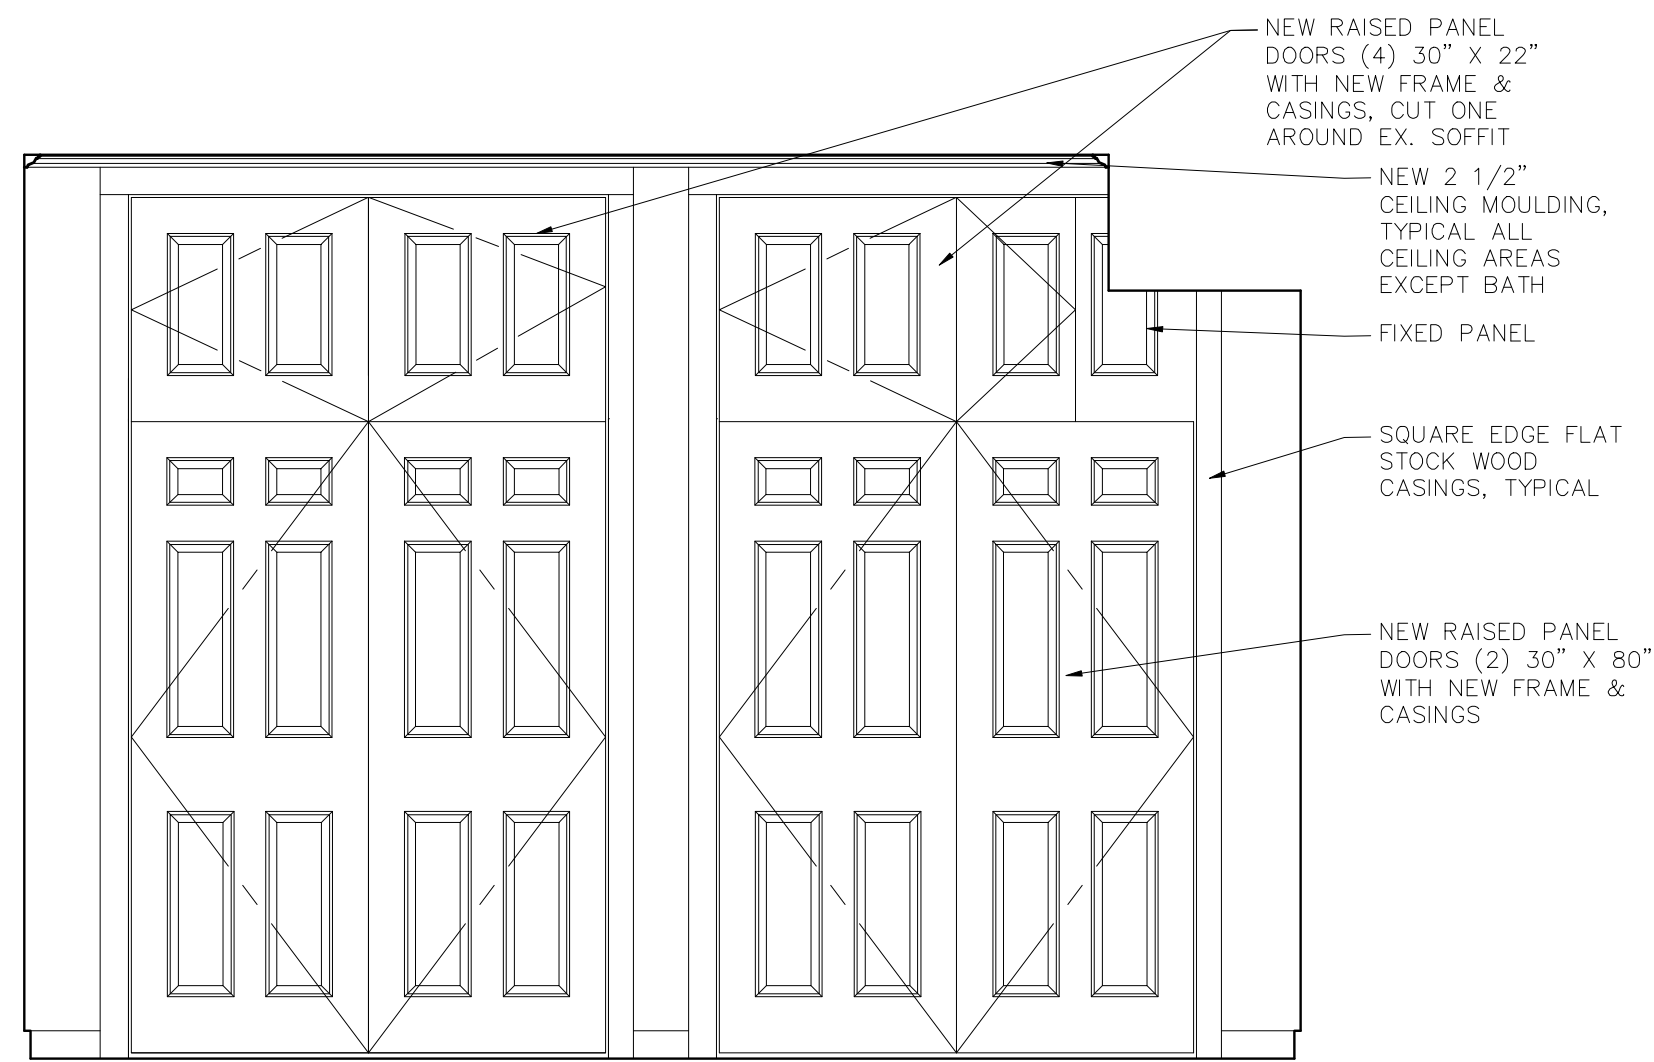 NEW RAISED PANEL
DOORS (4) 30” X 22”
WITH NEW FRAME &
CASINGS, CUT ONE
AROUND EX. SOFFIT
NEW 2 1/2”
CEILING MOULDING,
TYPICAL ALL
CEILING AREAS
EXCEPT BATH
FIXED PANEL
SQUARE EDGE FLAT
STOCK WOOD
CASINGS, TYPICAL
NEW RAISED PANEL
DOORS (2) 30” X 80”
WITH NEW FRAME &
CASINGS